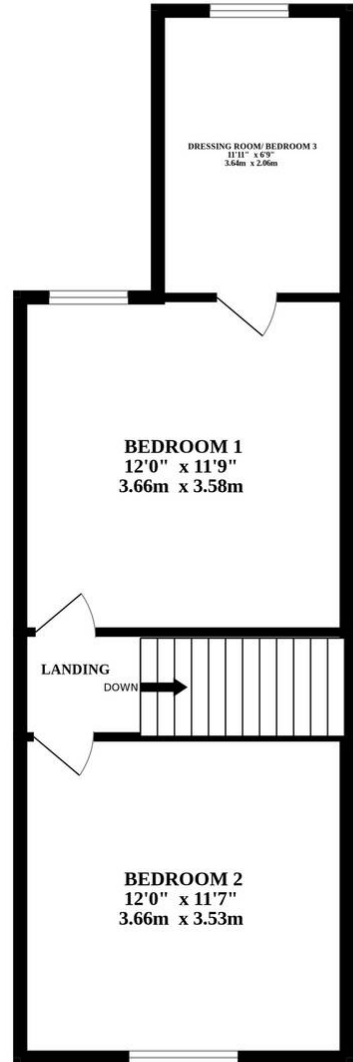 DRESSING ROOM/ BEDROOM 3
11'11" x 6'9"
3.64m x 2.06m
BEDROOM 1
12'0" x 11'9"
3.66m x 3.58m
LANDING
DOWN
BEDROOM 2
12'0" x 11'7"
3.66m x 3.53m